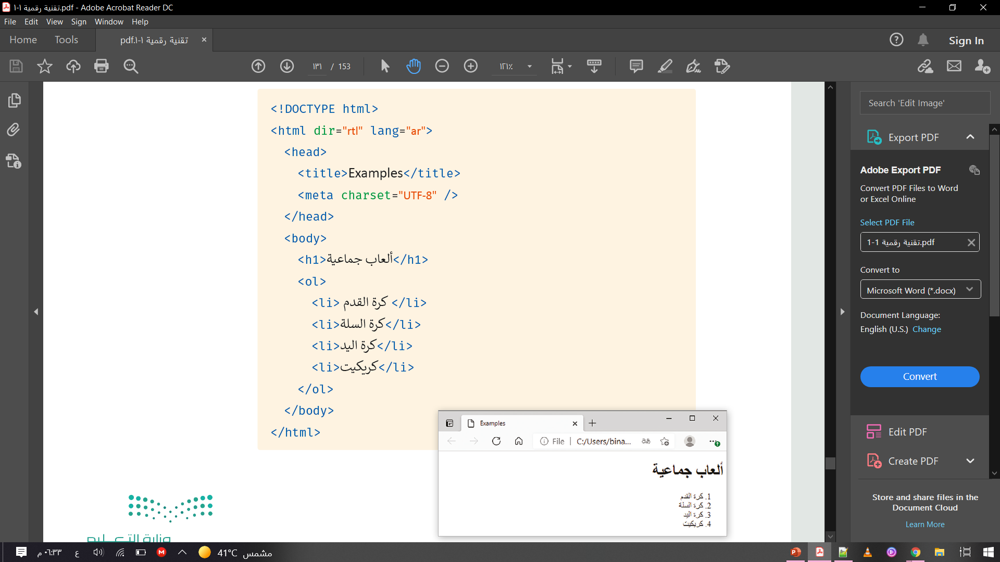 تقنية رقمية ١-١.pdf - Adobe Acrobat Reader DC
File Edit View Sign Window Help
Home Tools تقنية رقمية ١-١.pdf Sign In
١٣١ / 153 ١٢١٪
<!DOCTYPE html>
<html dir="rtl" lang="ar">
<head>
<title>Examples</title>
<meta charset="UTF-8" />
</head>
<body>
<h1>ألعاب جماعية</h1>
<ol>
<li> كرة القدم </li>
<li>كرة السلة</li>
<li>كرة اليد</li>
<li>كريكيت</li>
</ol>
</body>
</html>
Examples
File | C:/Users/bina...
ألعاب جماعية
1. كرة القدم
2. كرة السلة
3. كرة اليد
4. كريكيت
وزارة التعليم
Search 'Edit Image'
Export PDF
Adobe Export PDF
Convert PDF Files to Word
or Excel Online
Select PDF File
تقنية رقمية 1-1.pdf
Convert to
Microsoft Word (*.docx)
Document Language:
English (U.S.) Change
Convert
Edit PDF
Create PDF
Store and share files in the
Document Cloud
Learn More
٠٦:٣٣ م ع 41°C مشمس